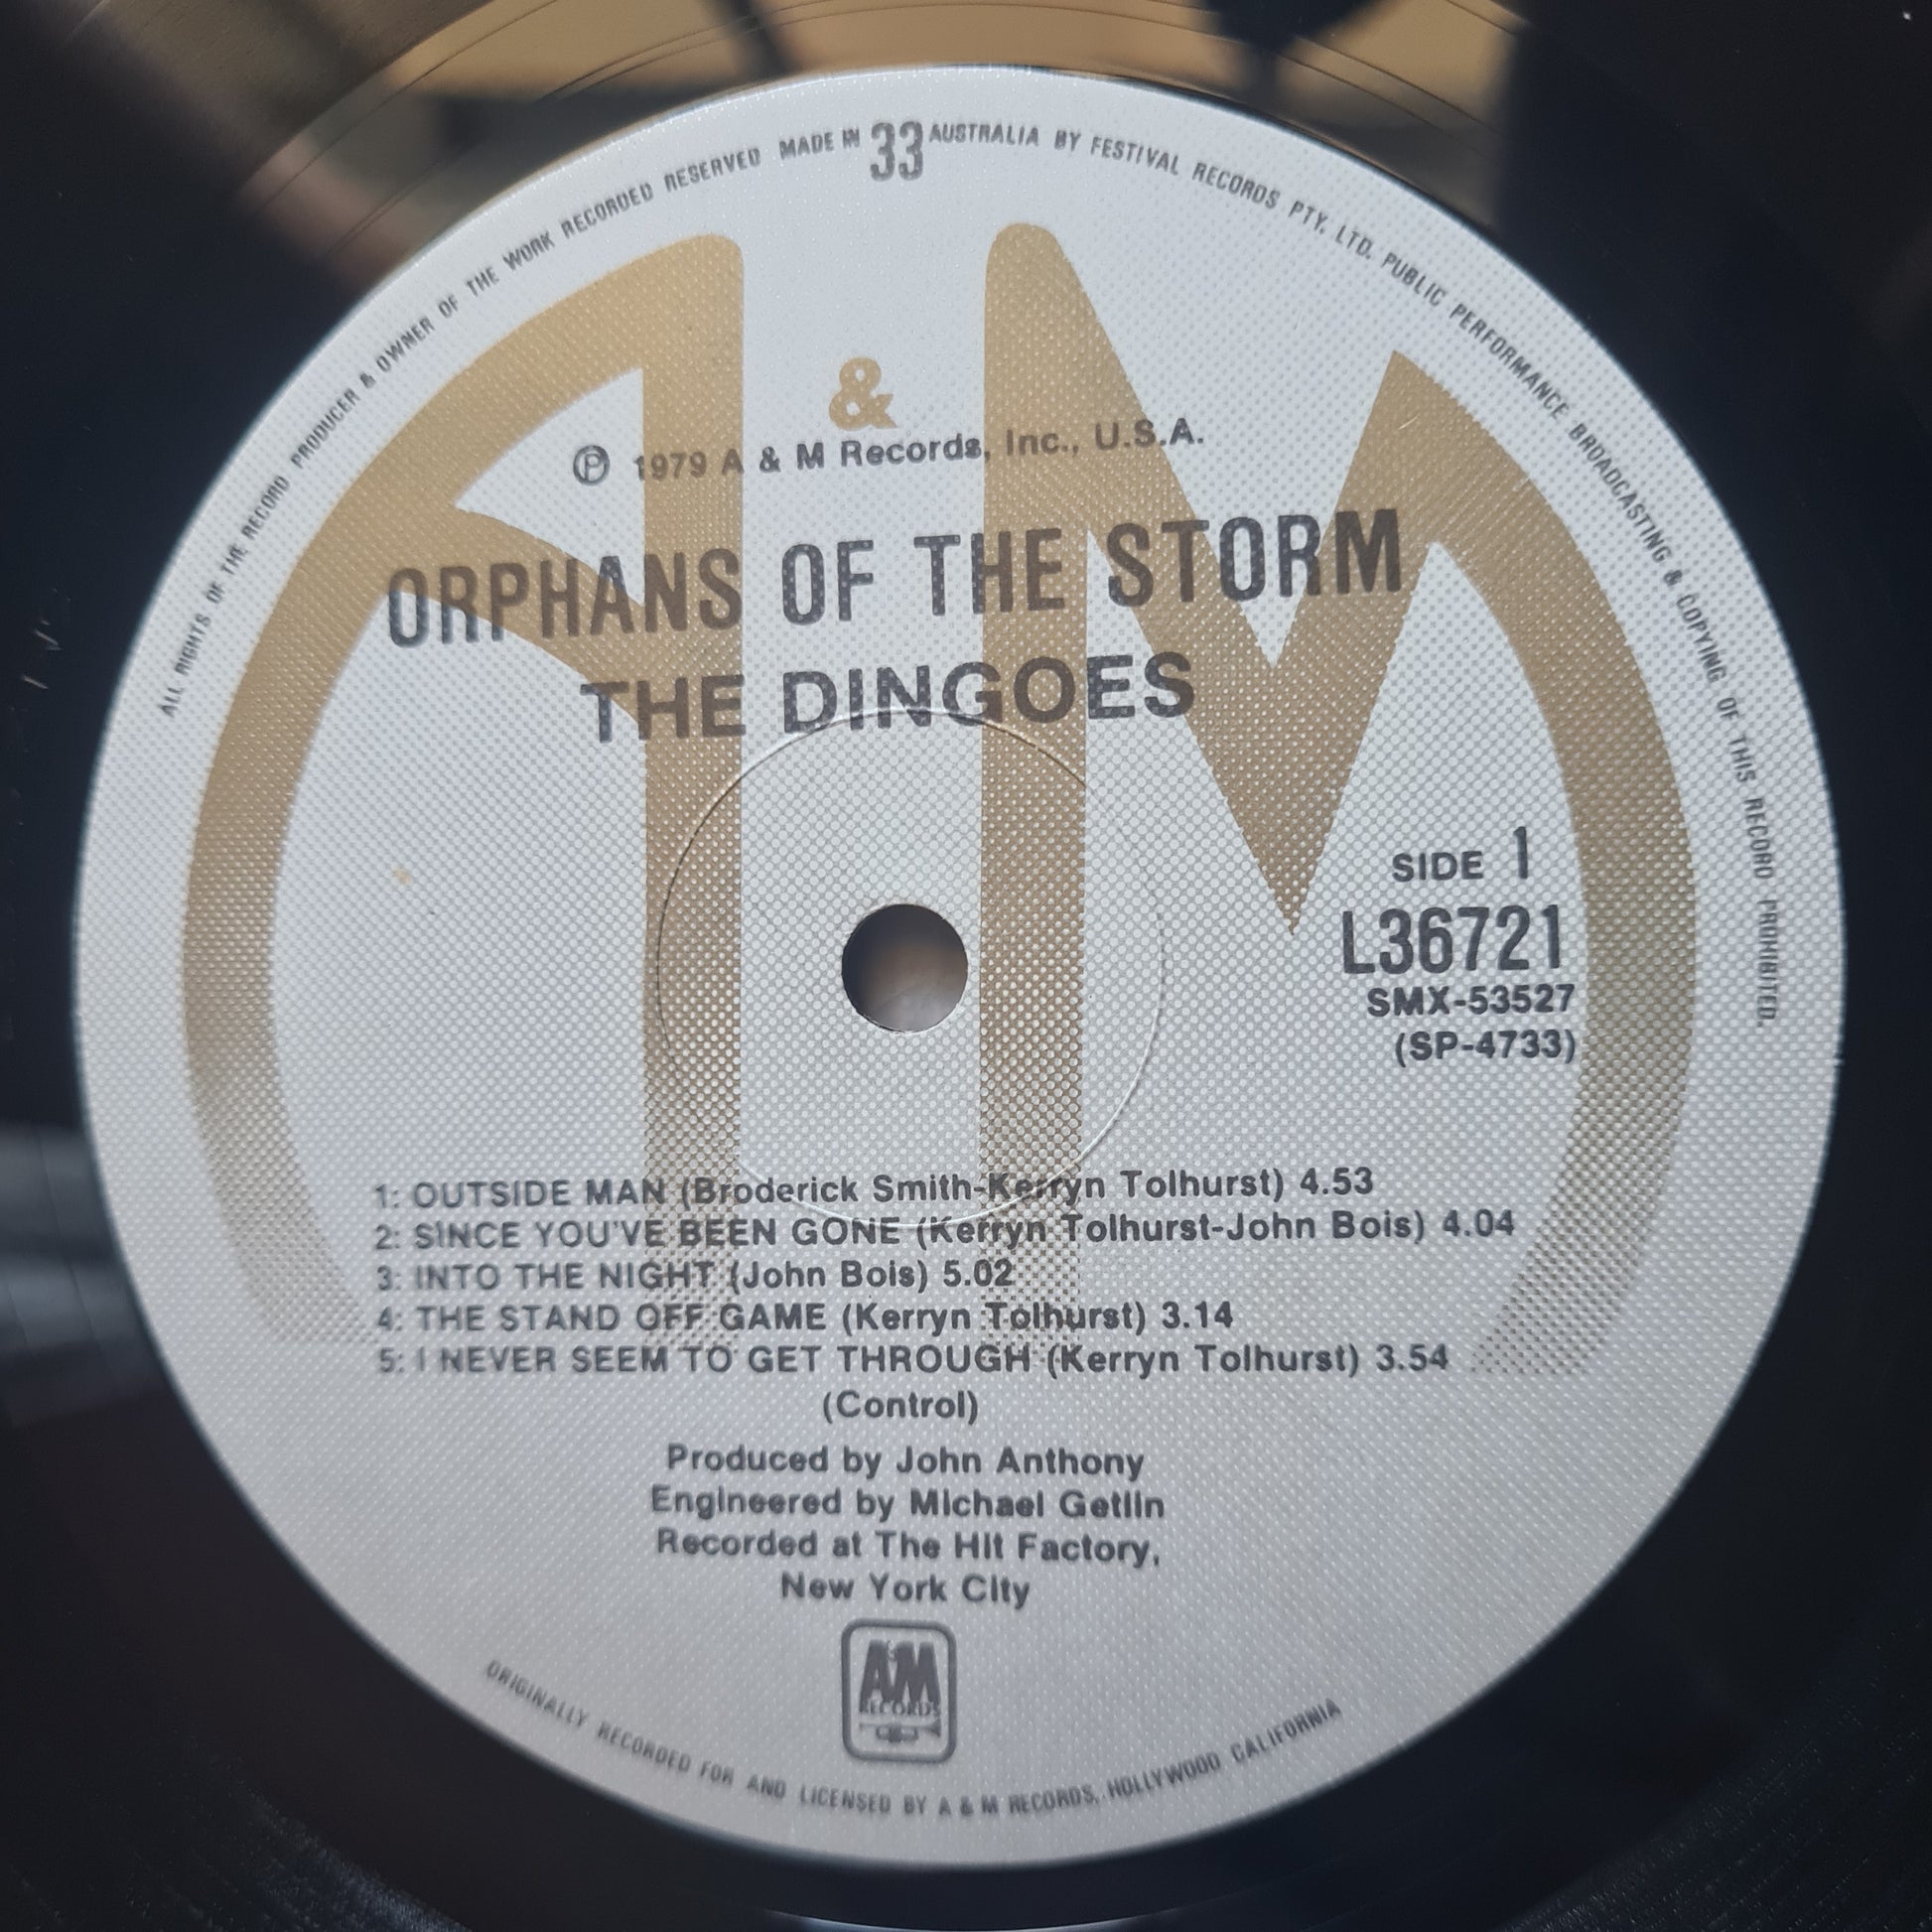 ALL RIGHTS OF THE RECORD PRODUCER & OWNER OF THE WORK RECORDED RESERVED MADE IN 33 AUSTRALIA BY FESTIVAL RECORDS PTY. LTD. PUBLIC PERFORMANCE BROADCASTING & COPYING OF THIS RECORD PROHIBITED.
&
℗ 1979 A & M Records, Inc., U.S.A.
ORPHANS OF THE STORM
THE DINGOES
SIDE 1
L36721
SMX-53527
(SP-4733)
1: OUTSIDE MAN (Broderick Smith-Kerryn Tolhurst) 4.53
2: SINCE YOU'VE BEEN GONE (Kerryn Tolhurst-John Bois) 4.04
3: INTO THE NIGHT (John Bois) 5.02
4: THE STAND OFF GAME (Kerryn Tolhurst) 3.14
5: I NEVER SEEM TO GET THROUGH (Kerryn Tolhurst) 3.54
(Control)
Produced by John Anthony
Engineered by Michael Getlin
Recorded at The Hit Factory,
New York City
A&M
RECORDS
ORIGINALLY RECORDED FOR AND LICENSED BY A & M RECORDS, HOLLYWOOD CALIFORNIA